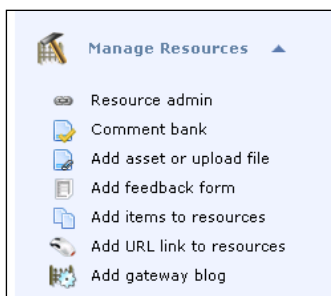 Manage Resources
Resource admin
Comment bank
Add asset or upload file
Add feedback form
Add items to resources
Add URL link to resources
Add gateway blog